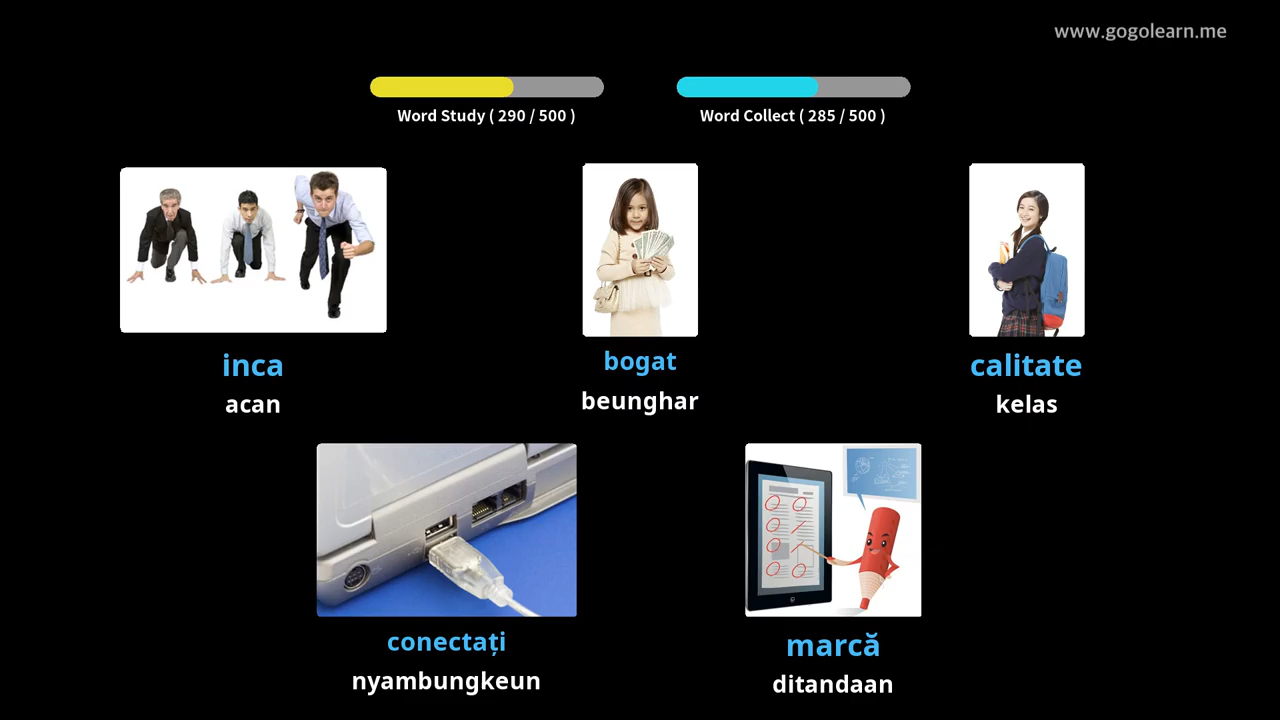 www.gogolearn.me
Word Study ( 290 / 500 )
Word Collect ( 285 / 500 )
inca
acan
bogat
beunghar
calitate
kelas
conectați
nyambungkeun
marcă
ditandaan